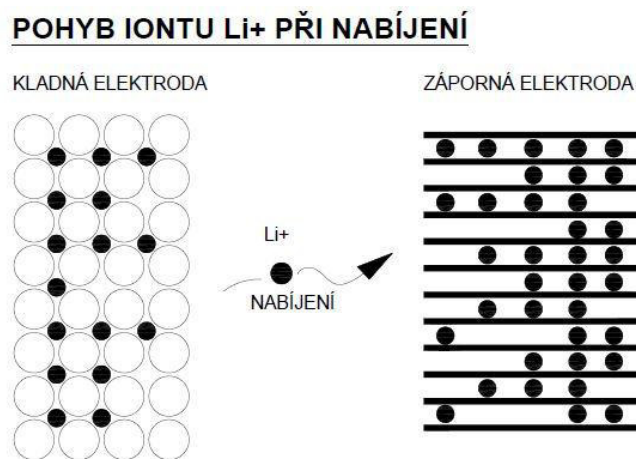 POHYB IONTU Li+ PŘI NABÍJENÍ
KLADNÁ ELEKTRODA
ZÁPORNÁ ELEKTRODA
Li+
NABÍJENÍ